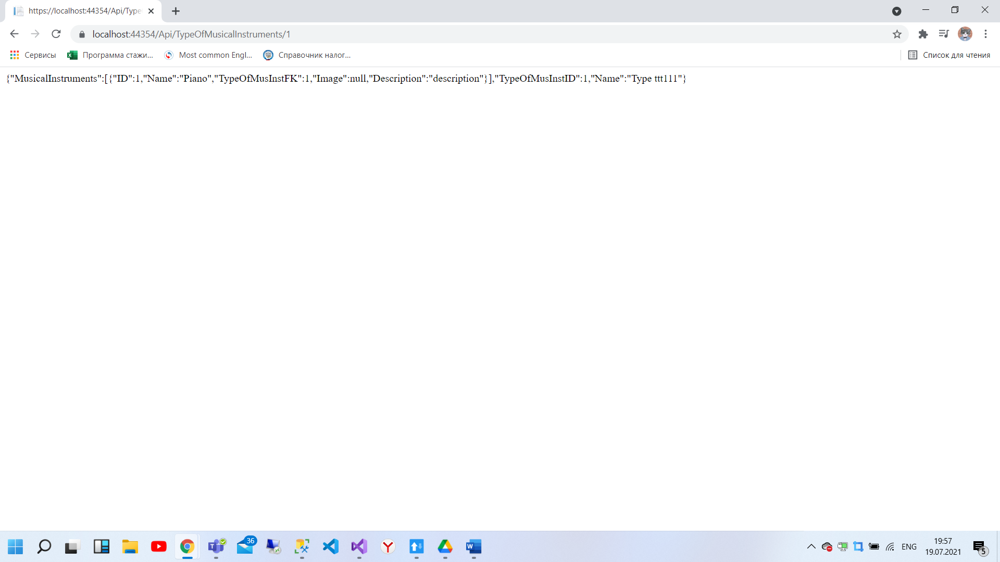 https://localhost:44354/Api/Type
localhost:44354/Api/TypeOfMusicalInstruments/1
Сервисы
Программа стажи...
Most common Engl...
Справочник налог...
Список для чтения
{"MusicalInstruments":[{"ID":1,"Name":"Piano","TypeOfMusInstFK":1,"Image":null,"Description":"description"}],"TypeOfMusInstID":1,"Name":"Type ttt111"}
36
ENG
19:57
19.07.2021
5